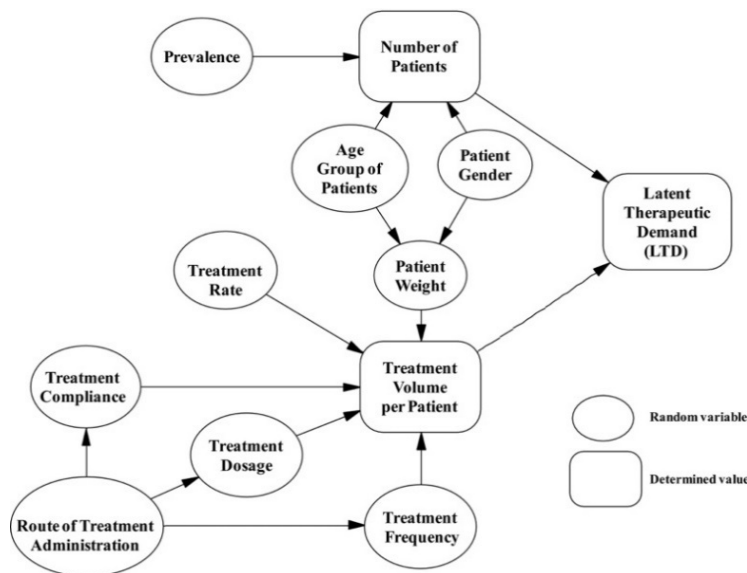 Prevalence
Number of
Patients
Age
Group of
Patients
Patient
Gender
Latent
Therapeutic
Demand
(LTD)
Treatment
Rate
Patient
Weight
Treatment
Compliance
Treatment
Volume
per Patient
Treatment
Dosage
Route of Treatment
Administration
Treatment
Frequency
Random variable
Determined value